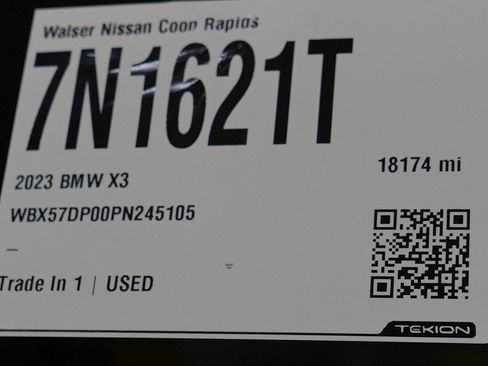 Walser Nissan Coon Rapids
7N1621T
18174 mi
2023 BMW X3
WBX57DP00PN245105
–
Trade In 1 | USED
TEKION